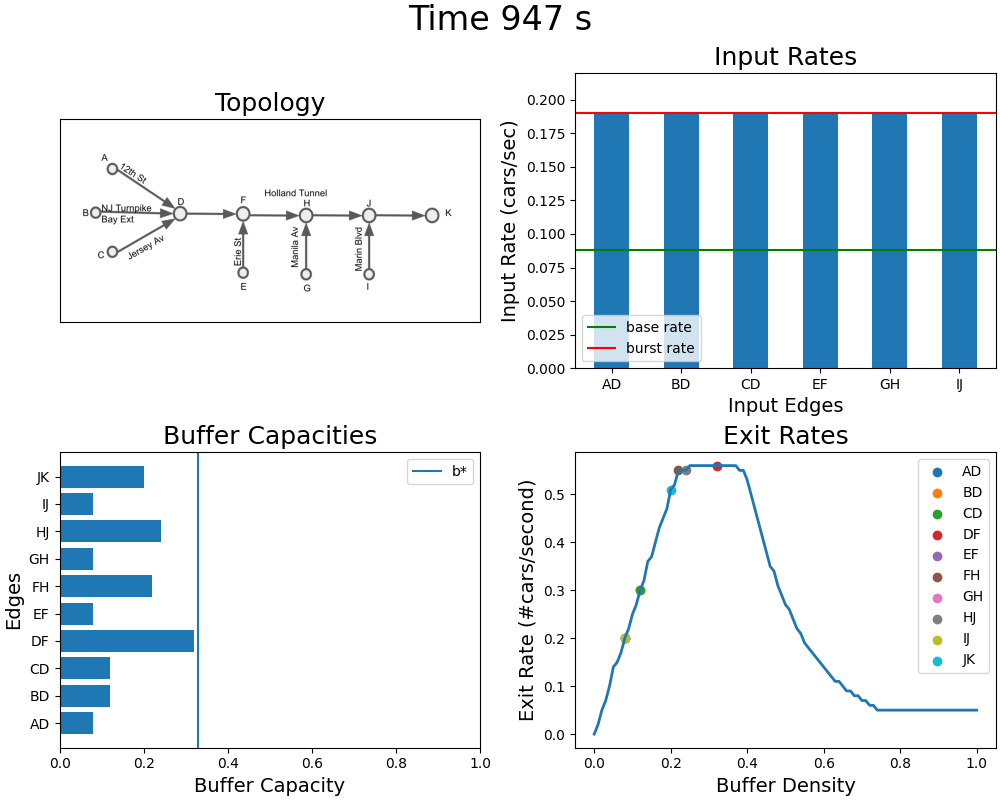 Time 947 s
Topology
A
12th St
B
NJ Turnpike
Bay Ext
C
Jersey Av
D
F
Holland Tunnel
H
J
K
Erie St
E
Manila Av
G
Marin Blvd
I
Input Rates
Input Rate (cars/sec)
0.200
0.175
0.150
0.125
0.100
0.075
0.050
0.025
0.000
base rate
burst rate
AD BD CD EF GH IJ
Input Edges
Buffer Capacities
Edges
JK
IJ
HJ
GH
FH
EF
DF
CD
BD
AD
b*
0.0 0.2 0.4 0.6 0.8 1.0
Buffer Capacity
Exit Rates
Exit Rate (#cars/second)
0.5
0.4
0.3
0.2
0.1
0.0
AD
BD
CD
DF
EF
FH
GH
HJ
IJ
JK
0.0 0.2 0.4 0.6 0.8 1.0
Buffer Density